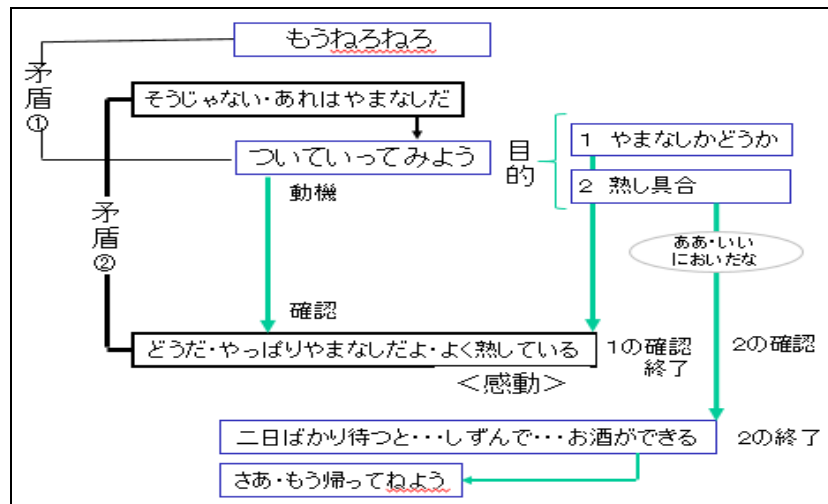 もうねろねろ
矛盾①
そうじゃない・あれはやまなしだ
ついていってみよう
目的
1 やまなしかどうか
2 熟し具合
動機
矛盾②
ああ・いい
においだな
確認
どうだ・やっぱりやまなしだよ・よく熟している
＜感動＞
1の確認
終了
2の確認
二日ばかり待つと・・・しずんで・・・お酒ができる
2の終了
さあ・もう帰ってねよう